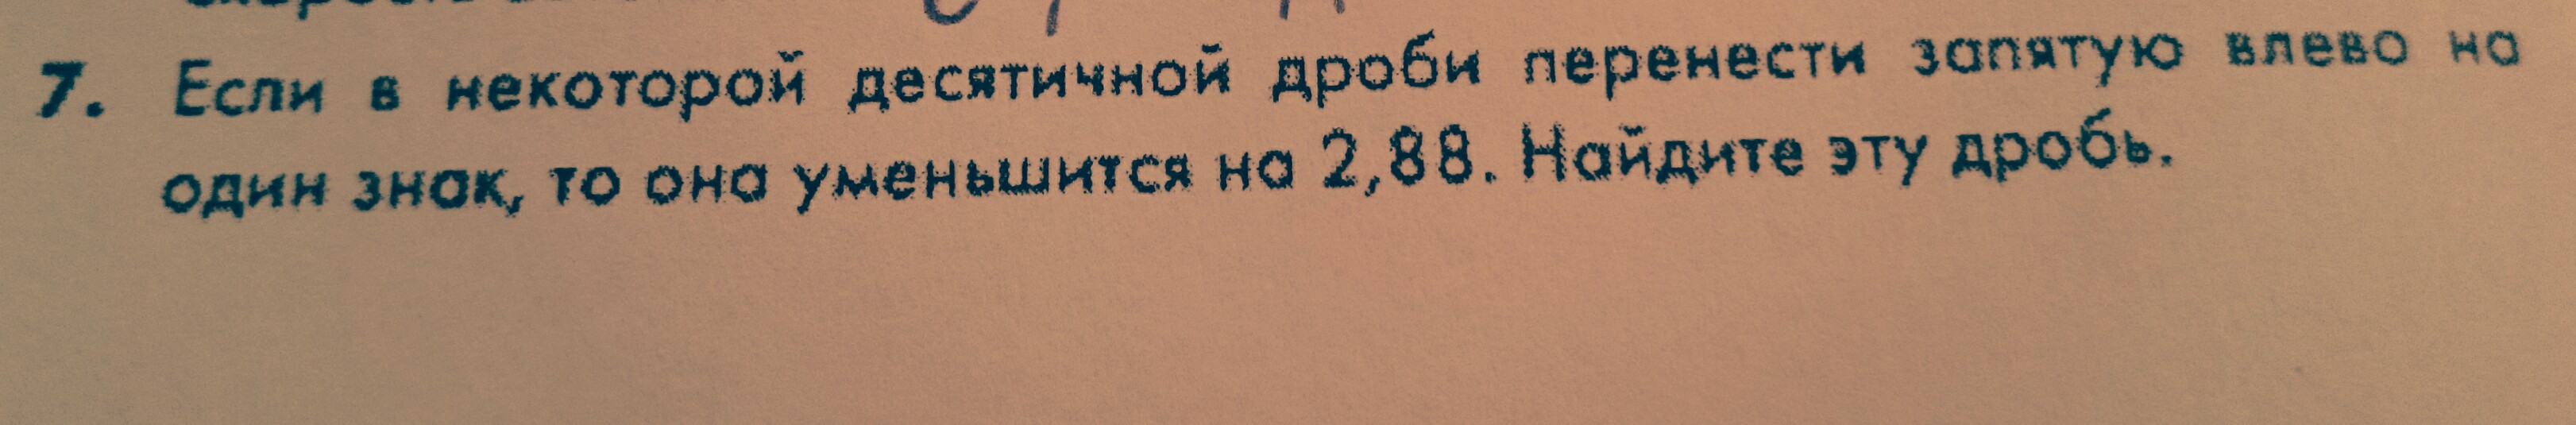 7. Если в некоторой десятичной дроби перенести запятую влево на
один знак, то она уменьшится на 2,88. Найдите эту дробь.